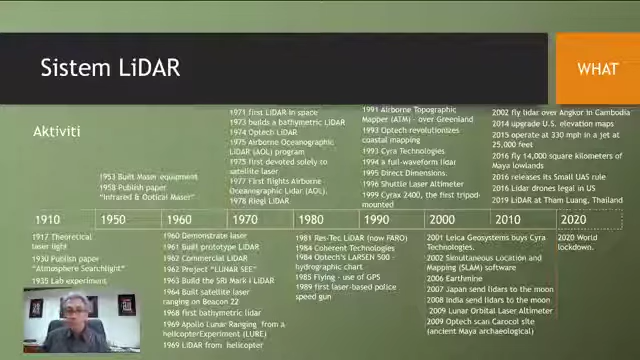 Sistem LiDAR
WHAT
Aktiviti
1953 Built Maser equipment
1958 Publish paper
"Infrared & Optical Maser"
1971 first LiDAR in space
1973 builds a bathymetric LiDAR
1974 Optech LiDAR
1975 Airborne Oceanographic
LiDAR (AOL) program
1975 first devoted solely to
satellite laser
1977 First flights Airborne
Oceanographic Lidar (AOL).
1978 Riegl LiDAR
1991 Airborne Topographic
Mapper (ATM) – over Greenland
1993 Optech revolutionizes
coastal mapping
1993 Cyra Technologies
1994 a full-waveform lidar
1995 Direct Dimensions.
1996 Shuttle Laser Altimeter
1999 Cyrax 2400, the first tripod-
mounted
2002 fly lidar over Angkor in Cambodia
2014 upgrade U.S. elevation maps
2015 operate at 330 mph in a jet at
25,000 feet
2016 fly 14,000 square kilometers of
Maya lowlands
2016 releases its Small UAS rule
2016 Lidar drones legal in US
2019 LiDAR at Tham Luang, Thailand
1910 1950 1960 1970 1980 1990 2000 2010 2020
1917 Theoretical
laser light
1930 Publish paper
"Atmosphere Searchlight"
1935 Lab experiment
1960 Demonstrate laser
1961 Built prototype LiDAR
1962 Commercial LiDAR
1962 Project "LUNAR SEE"
1963 Build the SRI Mark I LiDAR
1964 Built satellite laser
ranging on Beacon 22
1968 first bathymetric lidar
1969 Apollo Lunar Ranging from a
helicopterExperiment (LURE)
1969 LiDAR from helicopter
1981 Res-Tec LiDAR (now FARO)
1984 Coherent Technologies
1984 Optech's LARSEN 500 –
hydrographic chart
1985 Flying – use of GPS
1989 first laser-based police
speed gun
2001 Leica Geosystems buys Cyra
Technologies.
2002 Simultaneous Location and
Mapping (SLAM) software
2006 Earthmine
2007 Japan send lidars to the moon
2008 India send lidars to the moon
2009 Lunar Orbital Laser Altimeter
2009 Optech scan Carocol site
(ancient Maya archaeological)
2020 World
lockdown.